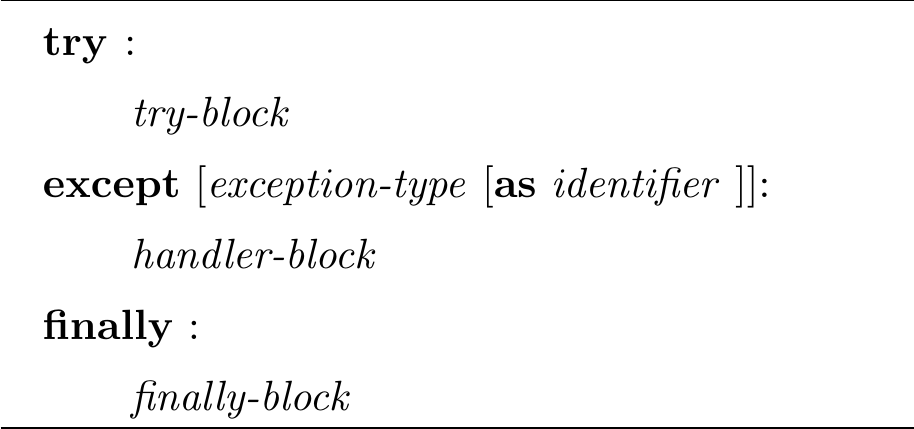 try :
try-block
except [exception-type [as identifier ]]:
handler-block
finally :
finally-block